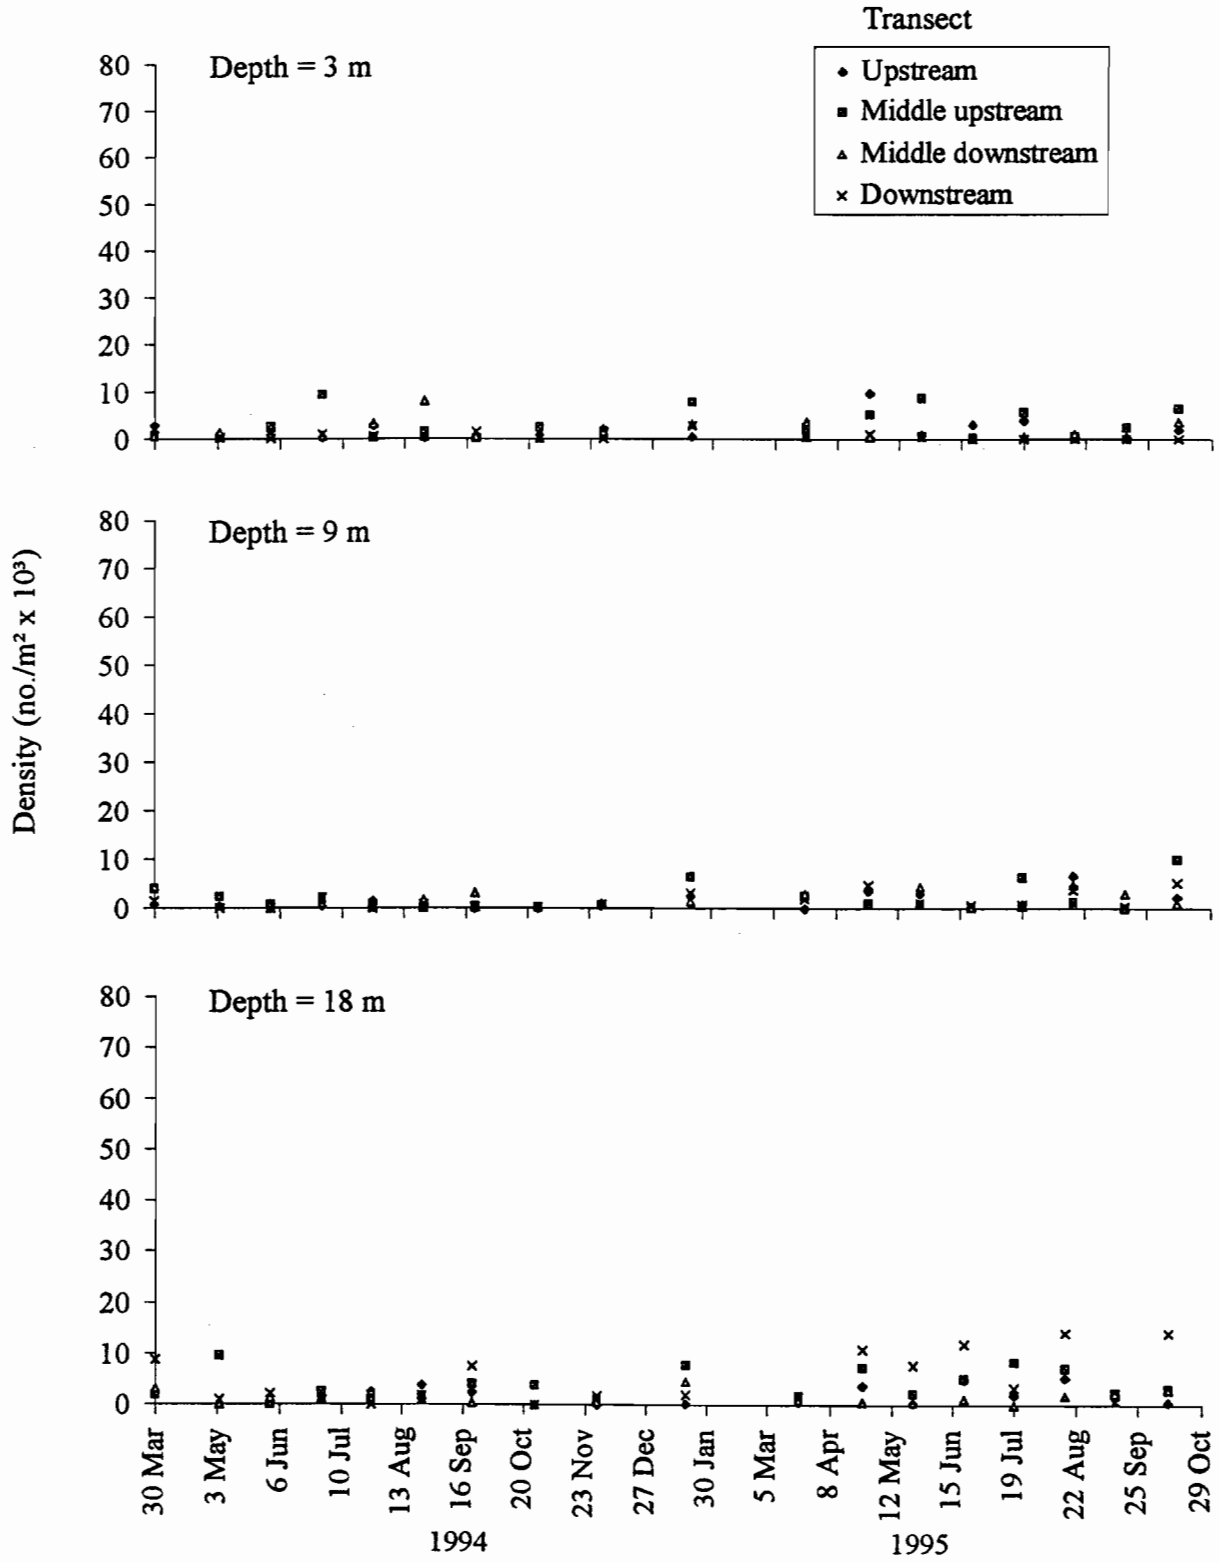 Transect
Upstream
Middle upstream
Middle downstream
Downstream
Depth = 3 m
80
70
60
50
40
30
20
10
0
Density (no./m² x 10³)
Depth = 9 m
80
70
60
50
40
30
20
10
0
Depth = 18 m
80
70
60
50
40
30
20
10
0
30 Mar
3 May
6 Jun
10 Jul
13 Aug
16 Sep
20 Oct
23 Nov
27 Dec
30 Jan
5 Mar
8 Apr
12 May
15 Jun
19 Jul
22 Aug
25 Sep
29 Oct
1994
1995